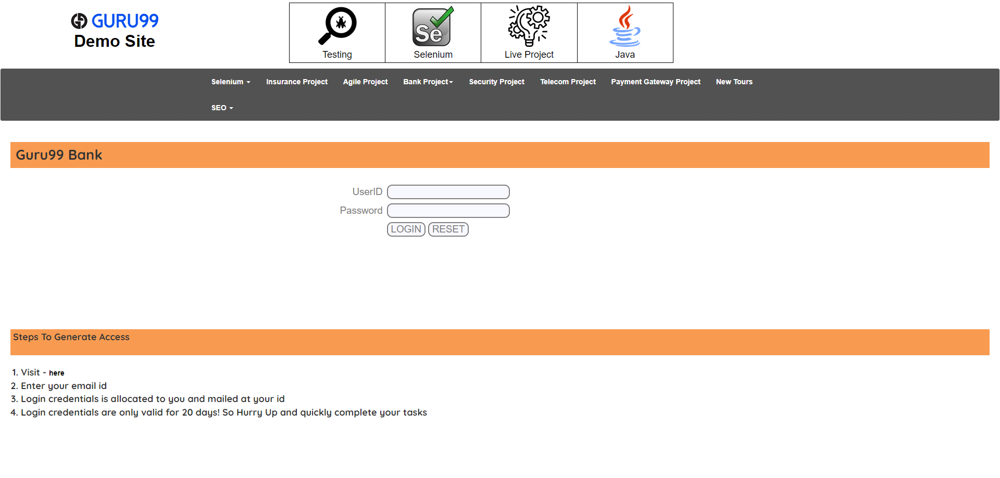 GURU99
Demo Site
Testing
Se
Selenium
Live Project
Java
Selenium Insurance Project Agile Project Bank Project Security Project Telecom Project Payment Gateway Project New Tours
SEO
Guru99 Bank
UserID
Password
LOGIN RESET
Steps To Generate Access
1. Visit - here
2. Enter your email id
3. Login credentials is allocated to you and mailed at your id
4. Login credentials are only valid for 20 days! So Hurry Up and quickly complete your tasks